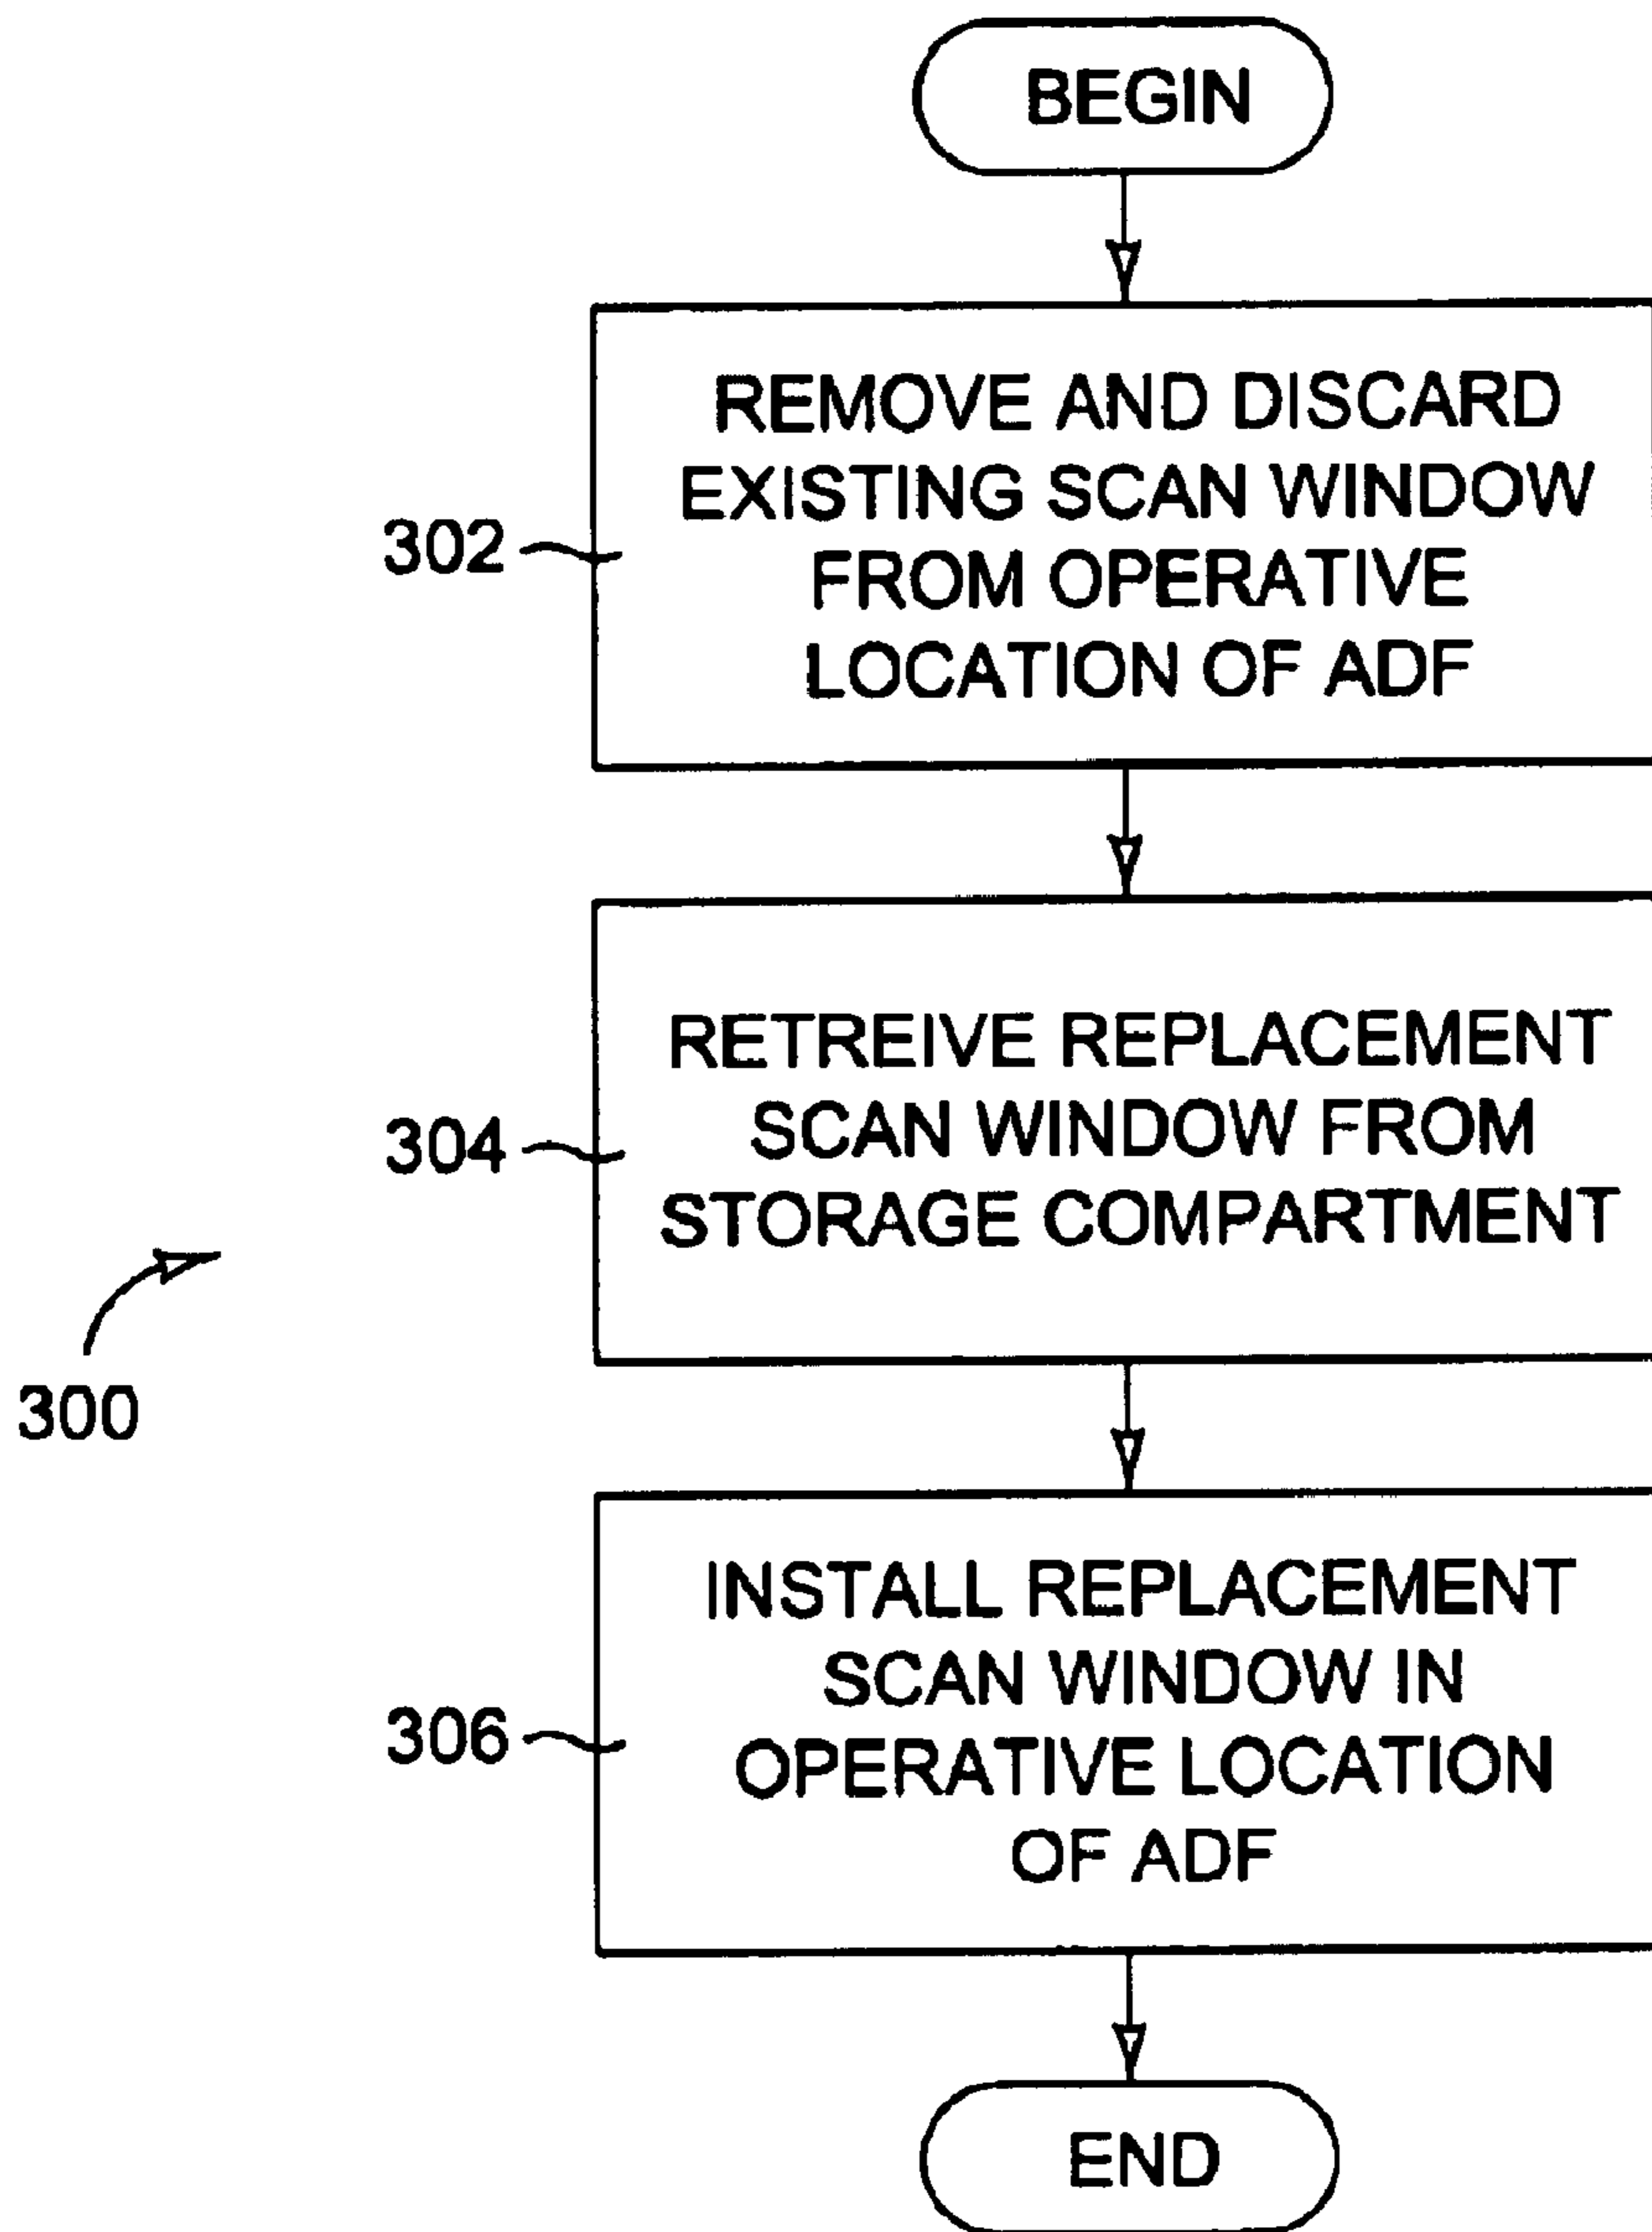 BEGIN
REMOVE AND DISCARD
EXISTING SCAN WINDOW
FROM OPERATIVE
LOCATION OF ADF
302
RETREIVE REPLACEMENT
SCAN WINDOW FROM
STORAGE COMPARTMENT
304
300
INSTALL REPLACEMENT
SCAN WINDOW IN
OPERATIVE LOCATION
OF ADF
306
END